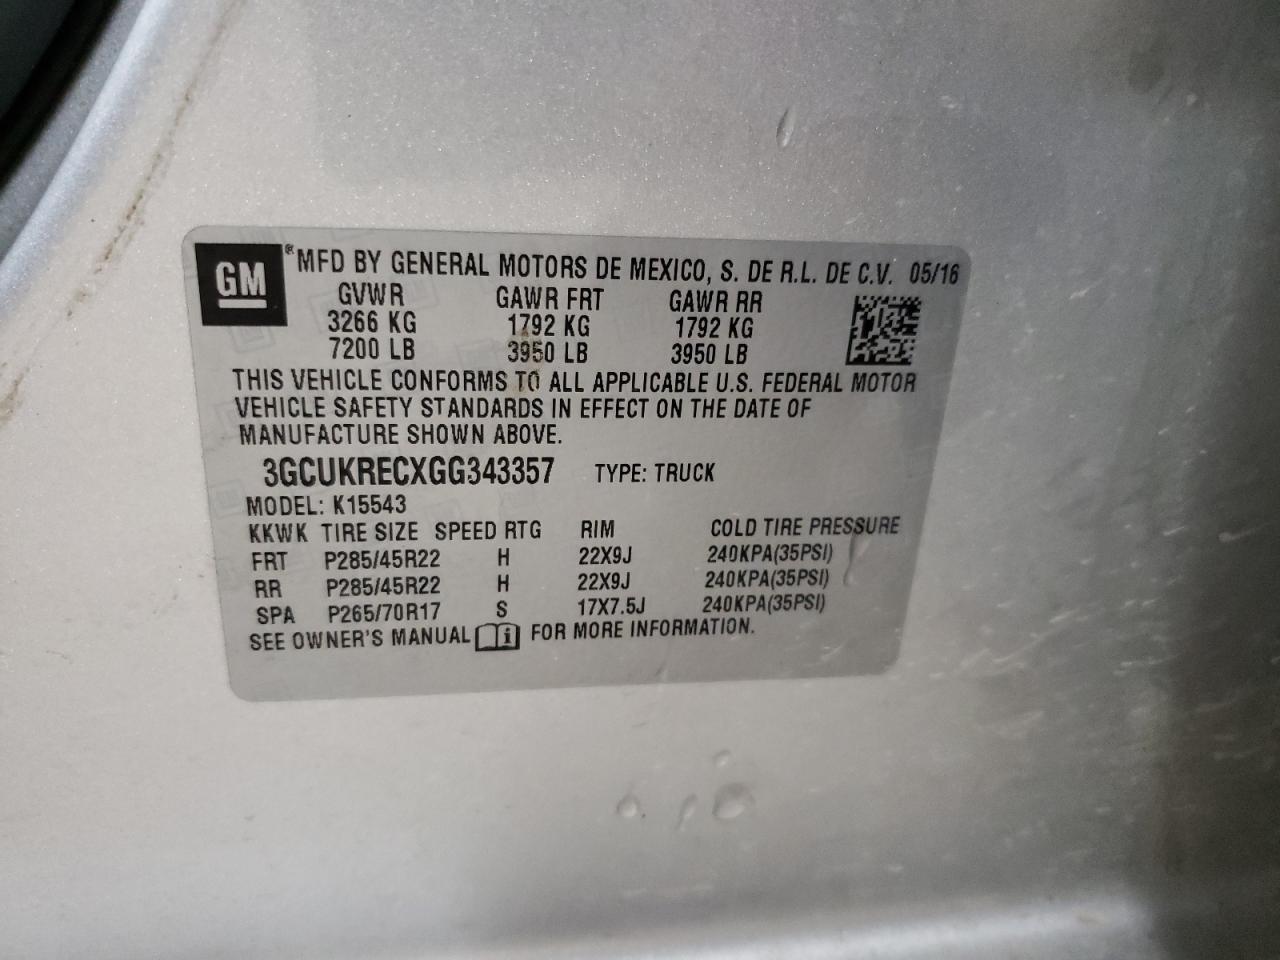 GM ® MFD BY GENERAL MOTORS DE MEXICO, S. DE R.L. DE C.V. 05/16
GVWR GAWR FRT GAWR RR
3266 KG 1792 KG 1792 KG
7200 LB 3950 LB 3950 LB
THIS VEHICLE CONFORMS TO ALL APPLICABLE U.S. FEDERAL MOTOR
VEHICLE SAFETY STANDARDS IN EFFECT ON THE DATE OF
MANUFACTURE SHOWN ABOVE.
3GCUKRECXGG343357 TYPE: TRUCK
MODEL: K15543
KKWK TIRE SIZE SPEED RTG RIM COLD TIRE PRESSURE
FRT P285/45R22 H 22X9J 240KPA(35PSI)
RR P285/45R22 H 22X9J 240KPA(35PSI)
SPA P265/70R17 S 17X7.5J 240KPA(35PSI)
SEE OWNER'S MANUAL i FOR MORE INFORMATION.